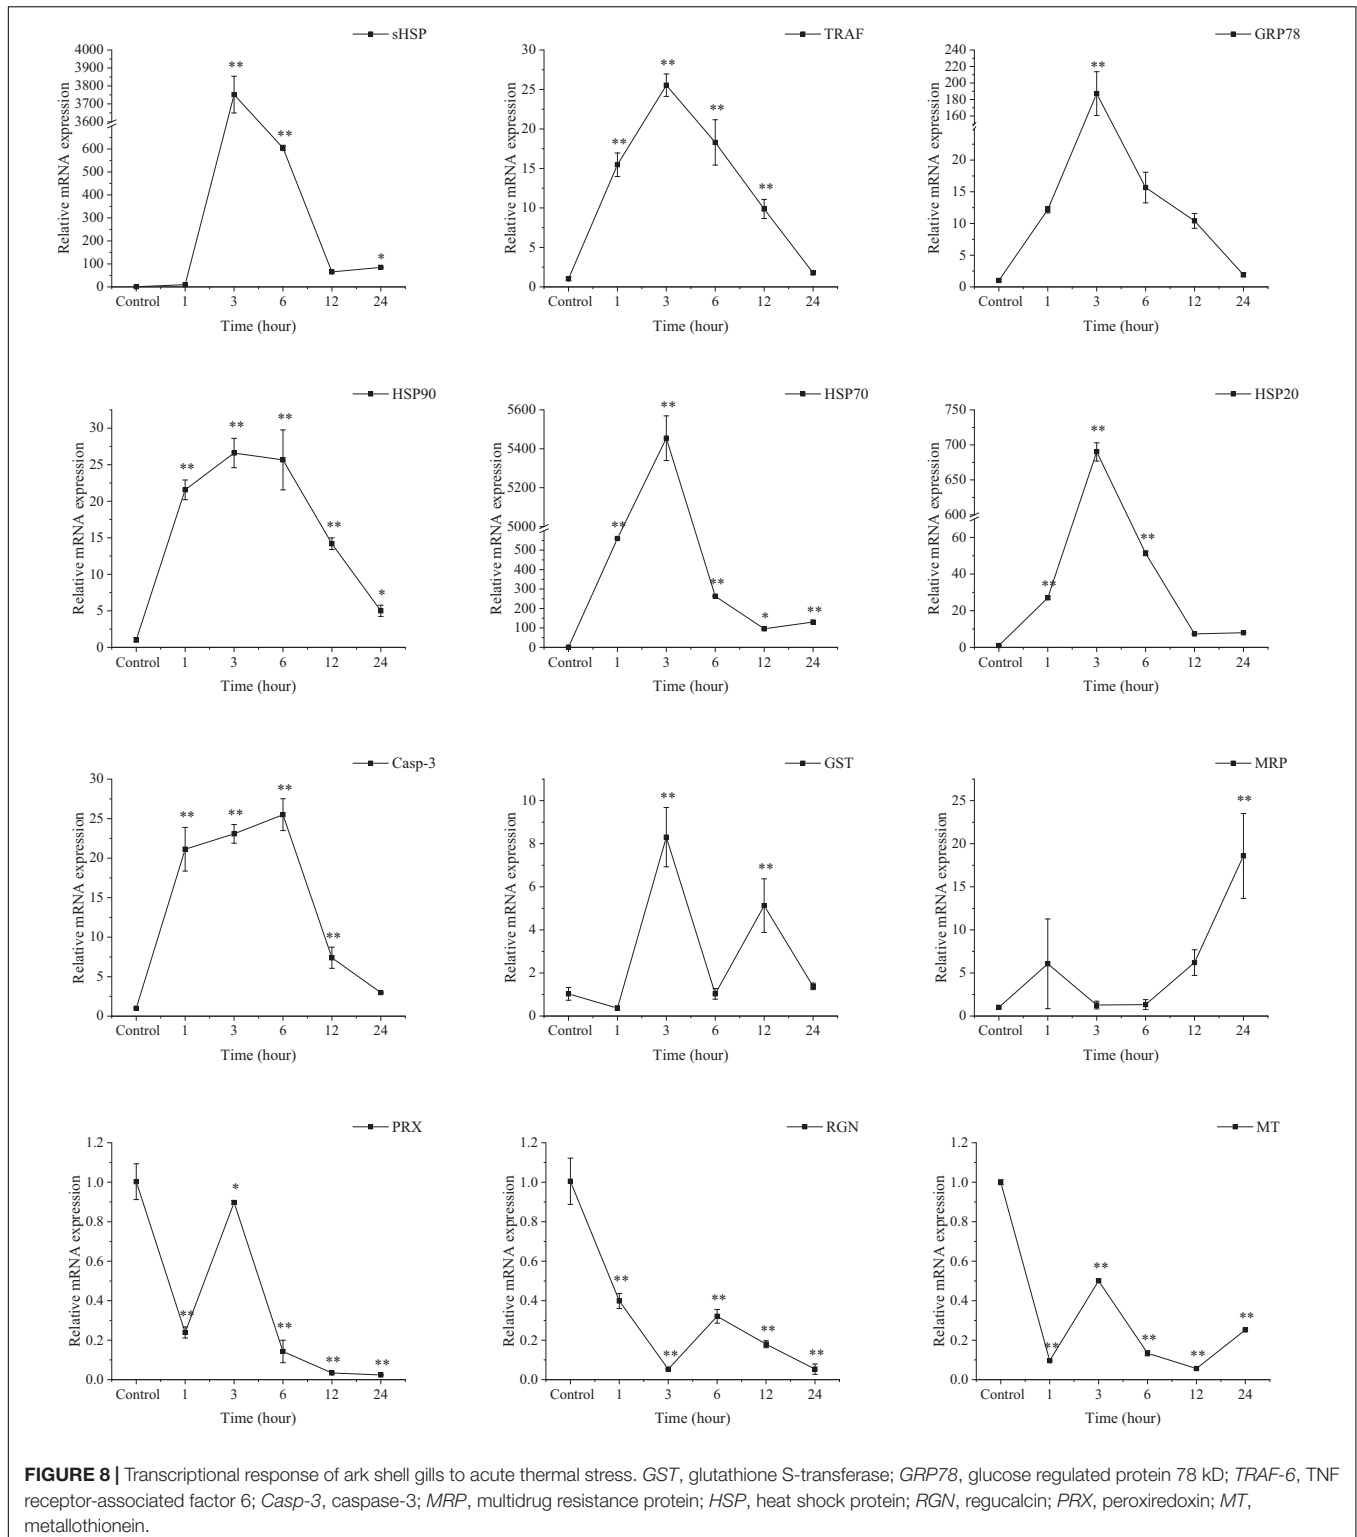 sHSP
4000
3900
3800
3700
3600
600
500
400
300
200
100
0
Relative mRNA expression
**
**
*
Control 1 3 6 12 24
Time (hour)
TRAF
30
25
20
15
10
5
0
Relative mRNA expression
**
**
**
**
Control 1 3 6 12 24
Time (hour)
GRP78
240
220
200
180
160
20
15
10
5
0
Relative mRNA expression
**
Control 1 3 6 12 24
Time (hour)
HSP90
30
25
20
15
10
5
0
Relative mRNA expression
**
**
**
**
*
Control 1 3 6 12 24
Time (hour)
HSP70
5600
5400
5200
5000
500
400
300
200
100
0
Relative mRNA expression
**
**
**
*
**
Control 1 3 6 12 24
Time (hour)
HSP20
750
700
650
600
60
40
20
0
Relative mRNA expression
**
**
**
Control 1 3 6 12 24
Time (hour)
Casp-3
30
25
20
15
10
5
0
Relative mRNA expression
**
**
**
**
Control 1 3 6 12 24
Time (hour)
GST
10
8
6
4
2
0
Relative mRNA expression
**
**
Control 1 3 6 12 24
Time (hour)
MRP
25
20
15
10
5
0
Relative mRNA expression
**
Control 1 3 6 12 24
Time (hour)
PRX
1.2
1.0
0.8
0.6
0.4
0.2
0.0
Relative mRNA expression
**
*
**
**
**
Control 1 3 6 12 24
Time (hour)
RGN
1.2
1.0
0.8
0.6
0.4
0.2
0.0
Relative mRNA expression
**
**
**
**
**
Control 1 3 6 12 24
Time (hour)
MT
1.2
1.0
0.8
0.6
0.4
0.2
0.0
Relative mRNA expression
**
**
**
**
**
Control 1 3 6 12 24
Time (hour)
FIGURE 8 | Transcriptional response of ark shell gills to acute thermal stress. GST, glutathione S-transferase; GRP78, glucose regulated protein 78 kD; TRAF-6, TNF
receptor-associated factor 6; Casp-3, caspase-3; MRP, multidrug resistance protein; HSP, heat shock protein; RGN, regucalcin; PRX, peroxiredoxin; MT,
metallothionein.